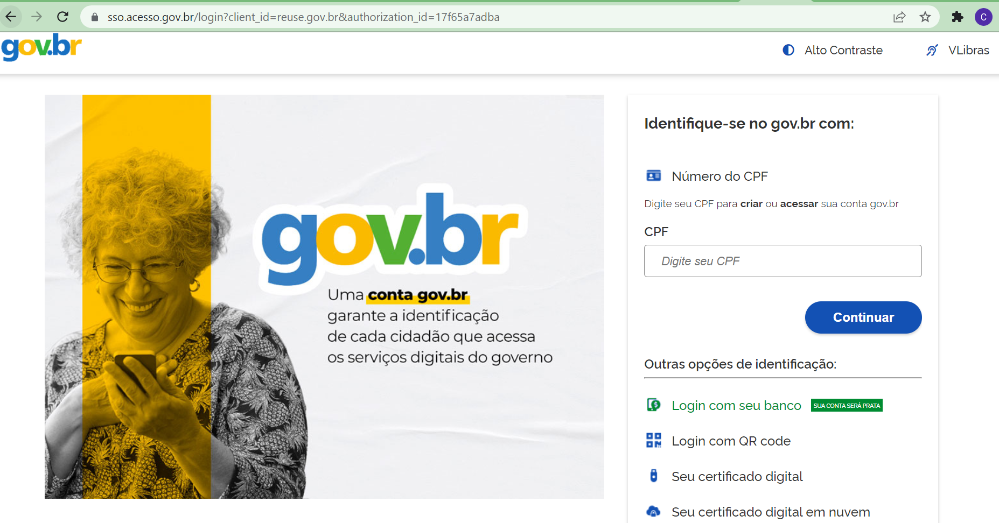 sso.acesso.gov.br/login?client_id=reuse.gov.br&authorization_id=17f65a7adba
C
gov.br
Alto Contraste
VLibras
gov.br
Uma conta gov.br
garante a identificação
de cada cidadão que acessa
os serviços digitais do governo
Identifique-se no gov.br com:
Número do CPF
Digite seu CPF para criar ou acessar sua conta gov.br
CPF
Digite seu CPF
Continuar
Outras opções de identificação:
Login com seu banco SUA CONTA SERÁ PRATA
Login com QR code
Seu certificado digital
Seu certificado digital em nuvem